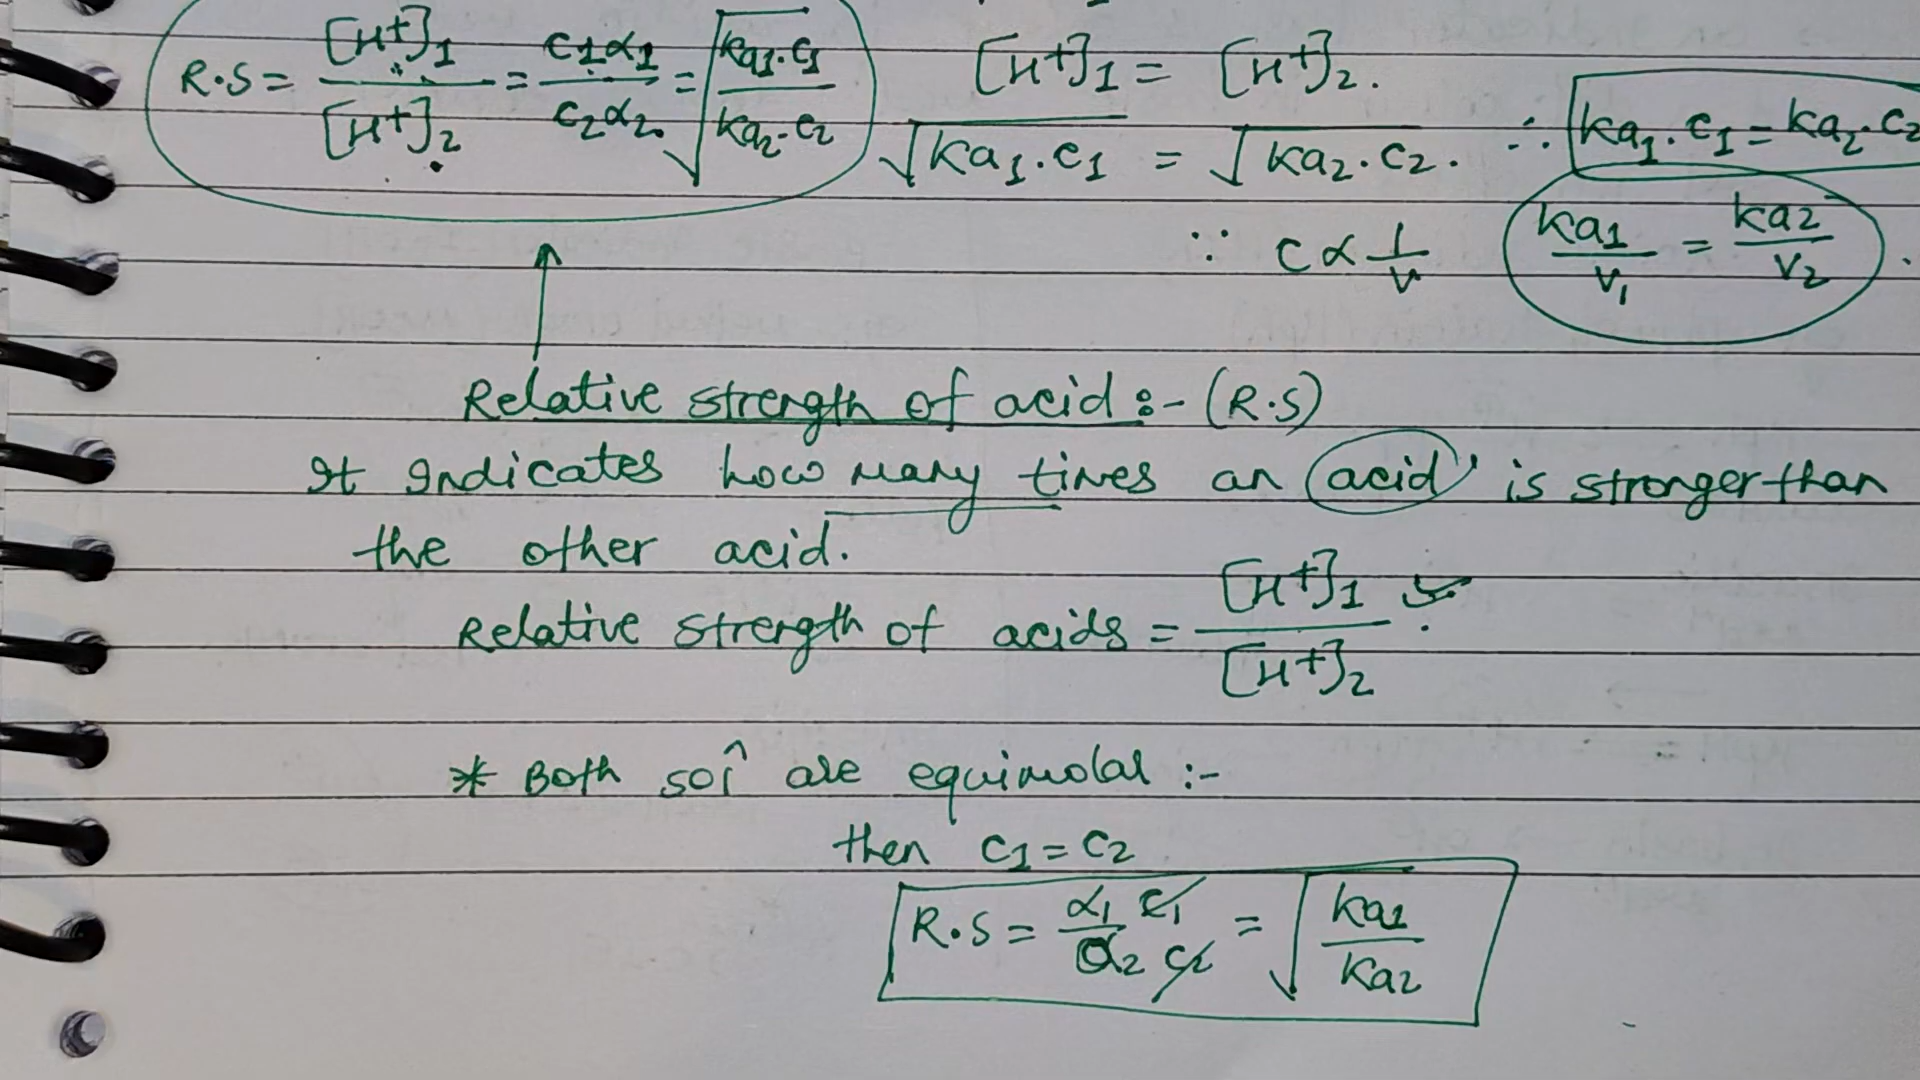 R.S = [H+]1 / [H+]2 = c1α1 / c2α2 = √(ka1.c1 / ka2.c2)
[H+]1 = [H+]2.
√ka1.c1 = √ka2.c2. ∴ ka1.c1 = ka2.c2
∵ c ∝ 1/v ka1/v1 = ka2/v2.
Relative strength of acid :- (R.S)
It Indicates how many times an acid is stronger than
the other acid.
Relative strength of acids = [H+]1 / [H+]2
* Both sol^n are equimolar :-
then c1 = c2
R.S = α1 c1 / α2 c2 = √(ka1 / ka2)